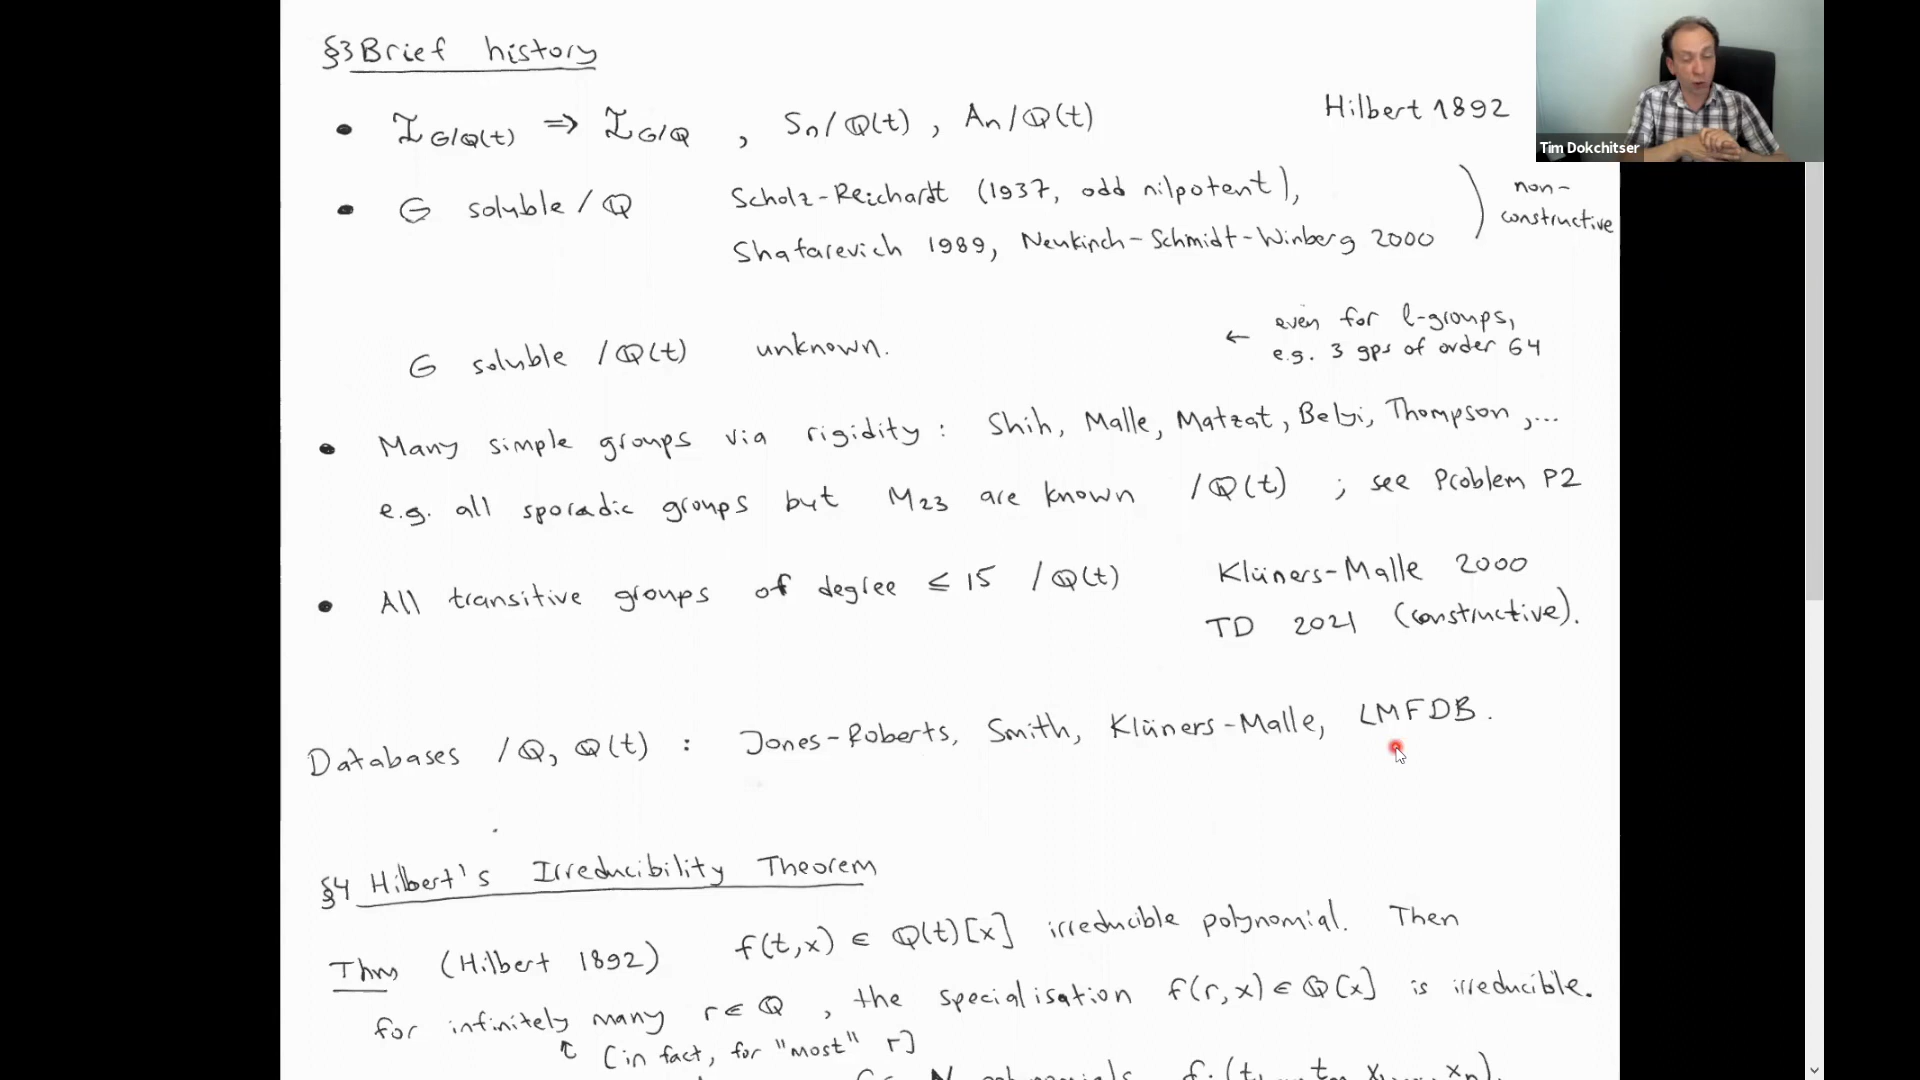 §3 Brief history
• I_G/Q(t) ⇒ I_G/Q , Sn/Q(t), An/Q(t) Hilbert 1892
Tim Dokchitser
• G soluble /Q Scholz-Reichardt (1937, odd nilpotent),
Shafarevich 1989, Neukirch-Schmidt-Winberg 2000
non-
constructive
G soluble /Q(t) unknown. ← even for l-groups,
e.g. 3 gps of order 64
• Many simple groups via rigidity: Shih, Malle, Matzat, Belyi, Thompson,...
e.g. all sporadic groups but M23 are known /Q(t) ; see Problem P2
• All transitive groups of degree ≤ 15 /Q(t) Klüners-Malle 2000
TD 2021 (constructive).
Databases /Q, Q(t) : Jones-Roberts, Smith, Klüners-Malle, LMFDB.
§4 Hilbert's Irreducibility Theorem
Thm (Hilbert 1892) f(t,x) ∈ Q(t)[x] irreducible polynomial. Then
for infinitely many r∈Q, the specialisation f(r,x) ∈ Q[x] is irreducible.
↑ [in fact, for "most" r]